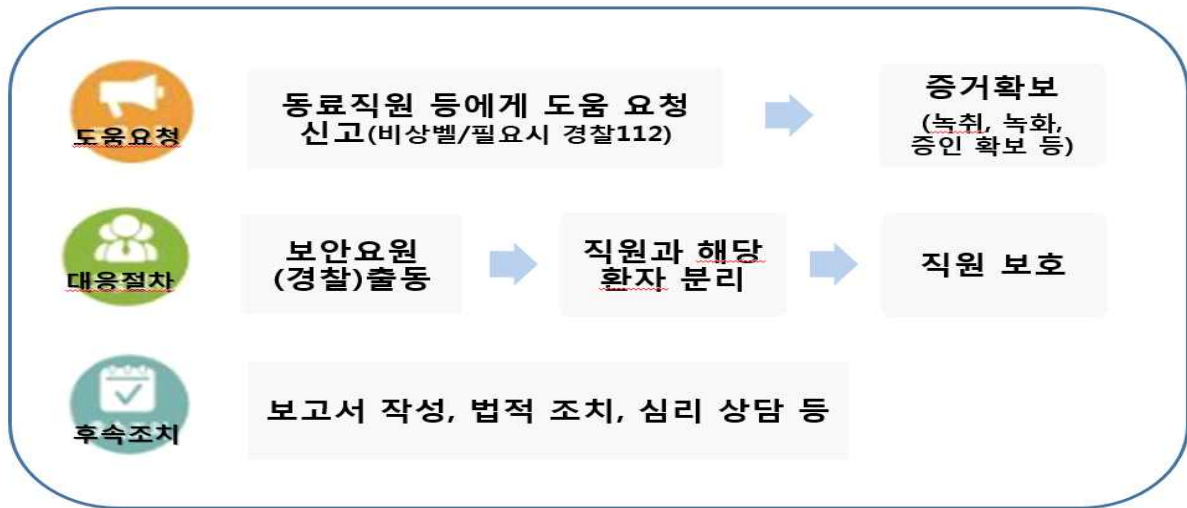 도움요청
동료직원 등에게 도움 요청
신고(비상벨/필요시 경찰112)
증거확보
(녹취, 녹화,
증인 확보 등)
대응절차
보안요원
(경찰)출동
직원과 해당
환자 분리
직원 보호
후속조치
보고서 작성, 법적 조치, 심리 상담 등